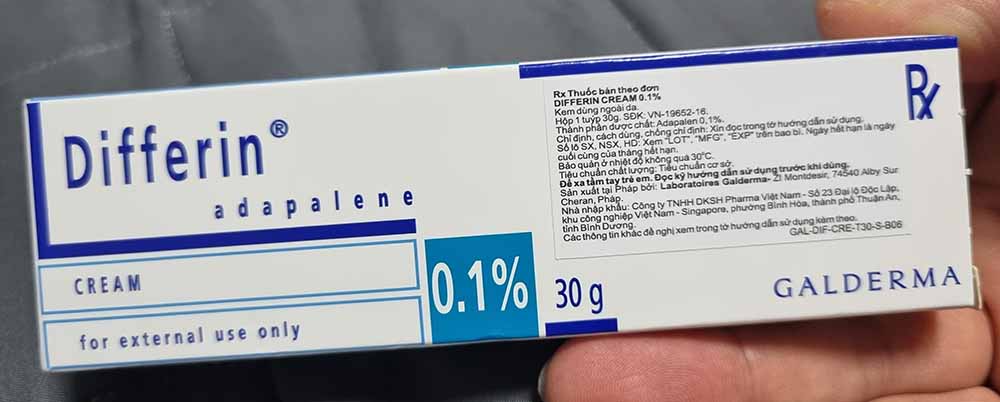 Differin®
adapalene
CREAM
for external use only
0.1%
30 g
Rx Thuốc bán theo đơn
DIFFERIN CREAM 0.1%
Kem dùng ngoài da.
Hộp 1 tuýp 30g. SĐK: VN-19652-16.
Thành phần dược chất: Adapalen 0,1%.
Chỉ định, cách dùng, chống chỉ định: Xin đọc trong tờ hướng dẫn sử dụng.
Số lô SX, NSX, HD: Xem "LOT", "MFG", "EXP" trên bao bì. Ngày hết hạn là ngày
cuối cùng của tháng hết hạn.
Bảo quản ở nhiệt độ không quá 30°C.
Tiêu chuẩn chất lượng: Tiêu chuẩn cơ sở.
Để xa tầm tay trẻ em. Đọc kỹ hướng dẫn sử dụng trước khi dùng.
Sản xuất tại Pháp bởi: Laboratoires Galderma- ZI Montdesir, 74540 Alby Sur
Cheran, Pháp.
Nhà nhập khẩu: Công ty TNHH DKSH Pharma Việt Nam - Số 23 Đại lộ Độc Lập,
khu công nghiệp Việt Nam - Singapore, phường Bình Hòa, thành phố Thuận An,
tỉnh Bình Dương.
Các thông tin khác đề nghị xem trong tờ hướng dẫn sử dụng kèm theo.
GAL-DIF-CRE-T30-S-B06
Rx
GALDERMA